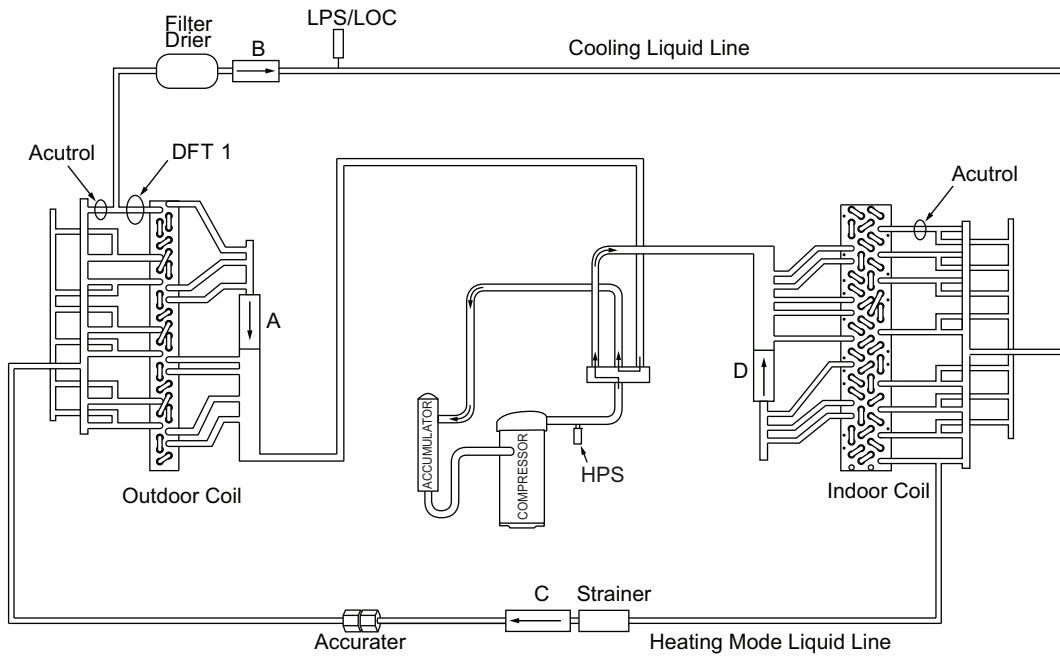 LPS/LOC
Filter
Drier
B
Cooling Liquid Line
Acutrol
DFT 1
Acutrol
A
D
ACCUMULATOR
COMPRESSOR
HPS
Outdoor Coil
Indoor Coil
C
Strainer
Accurater
Heating Mode Liquid Line